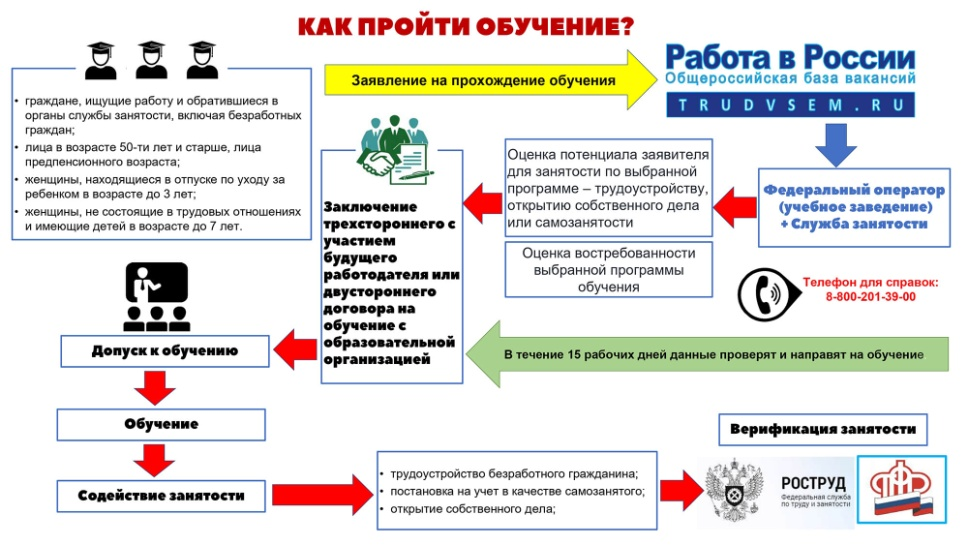 КАК ПРОЙТИ ОБУЧЕНИЕ?
• граждане, ищущие работу и обратившиеся в
органы службы занятости, включая безработных
граждан;
• лица в возрасте 50-ти лет и старше, лица
предпенсионного возраста;
• женщины, находящиеся в отпуске по уходу за
ребенком в возрасте до 3 лет;
• женщины, не состоящие в трудовых отношениях
и имеющие детей в возрасте до 7 лет.
Заявление на прохождение обучения
Работа в России
Общероссийская база вакансий
TRUDVSEM.RU
Федеральный оператор
(учебное заведение)
+ Служба занятости
Оценка потенциала заявителя
для занятости по выбранной
программе – трудоустройству,
открытию собственного дела
или самозанятости
Оценка востребованности
выбранной программы
обучения
Телефон для справок:
8-800-201-39-00
Заключение
трехстороннего с
участием
будущего
работодателя или
двустороннего
договора на
обучение с
образовательной
организацией
В течение 15 рабочих дней данные проверят и направят на обучение
Допуск к обучению
Обучение
Содействие занятости
• трудоустройство безработного гражданина;
• постановка на учет в качестве самозанятого;
• открытие собственного дела;
Верификация занятости
РОСТРУД
Федеральная служба
по труду и занятости
ПФР